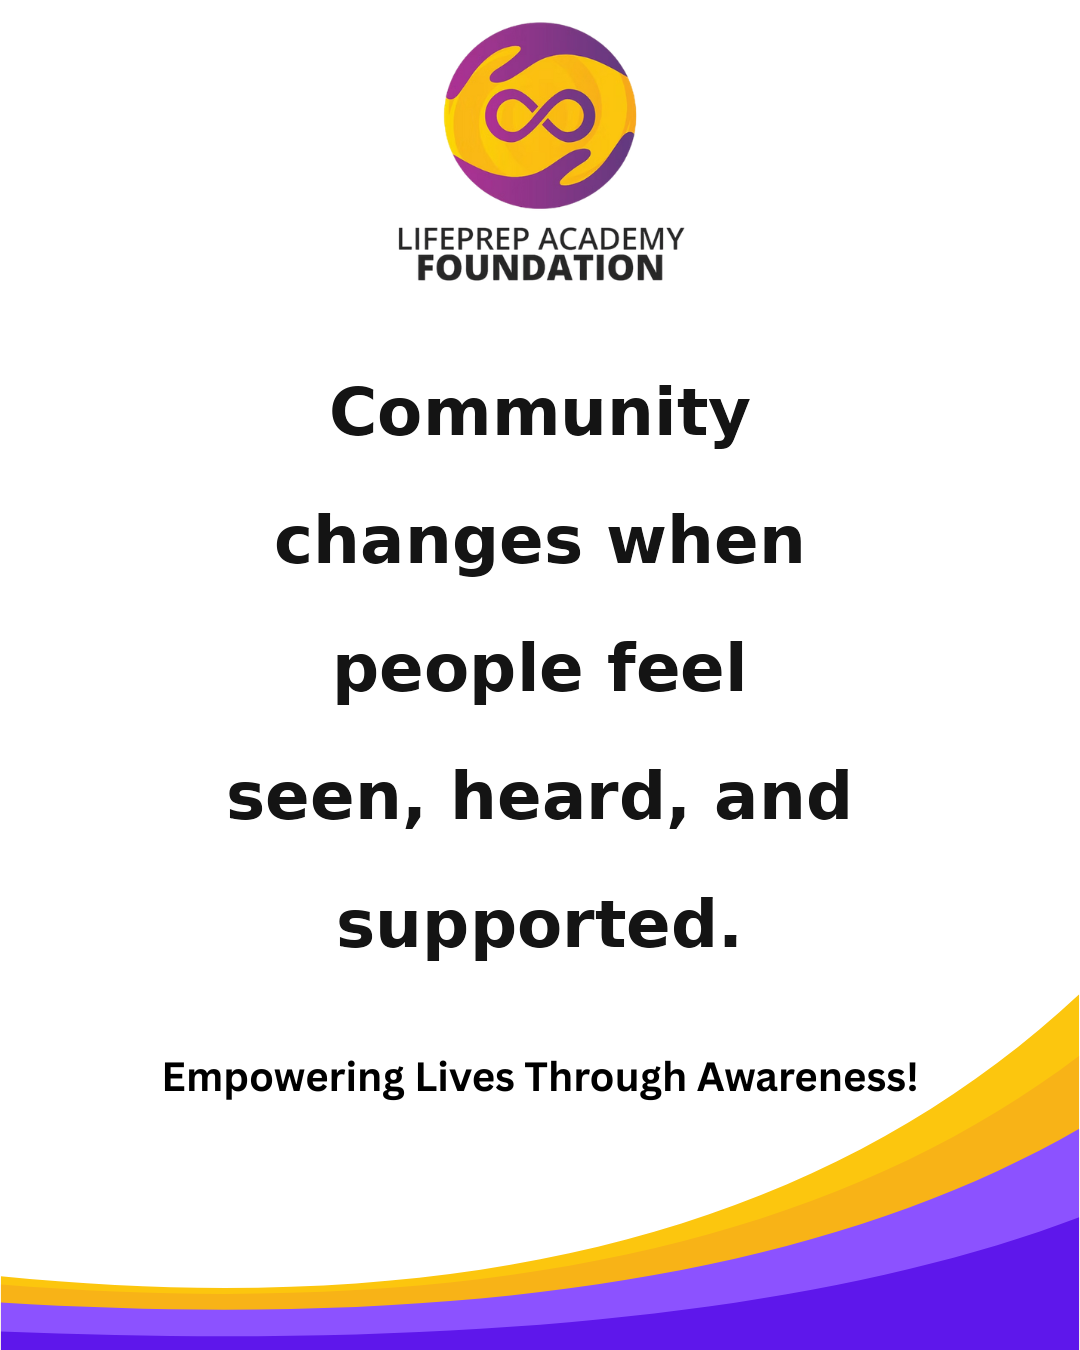 LIFEPREP ACADEMY
FOUNDATION
Community
changes when
people feel
seen, heard, and
supported.
Empowering Lives Through Awareness!